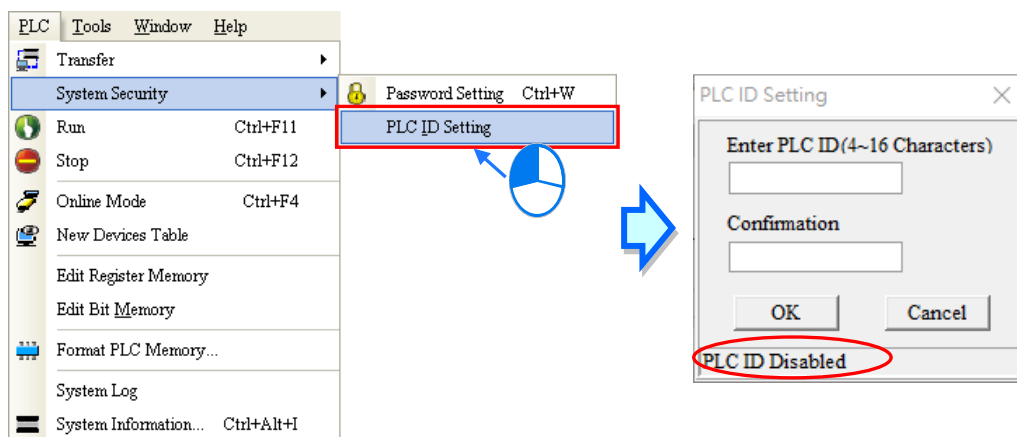 PLC Tools Window Help
Transfer
System Security
Run Ctrl+F11
Stop Ctrl+F12
Online Mode Ctrl+F4
New Devices Table
Edit Register Memory
Edit Bit Memory
Format PLC Memory...
System Log
System Information... Ctrl+Alt+I
Password Setting Ctrl+W
PLC ID Setting
PLC ID Setting
Enter PLC ID(4~16 Characters)
Confirmation
OK Cancel
PLC ID Disabled